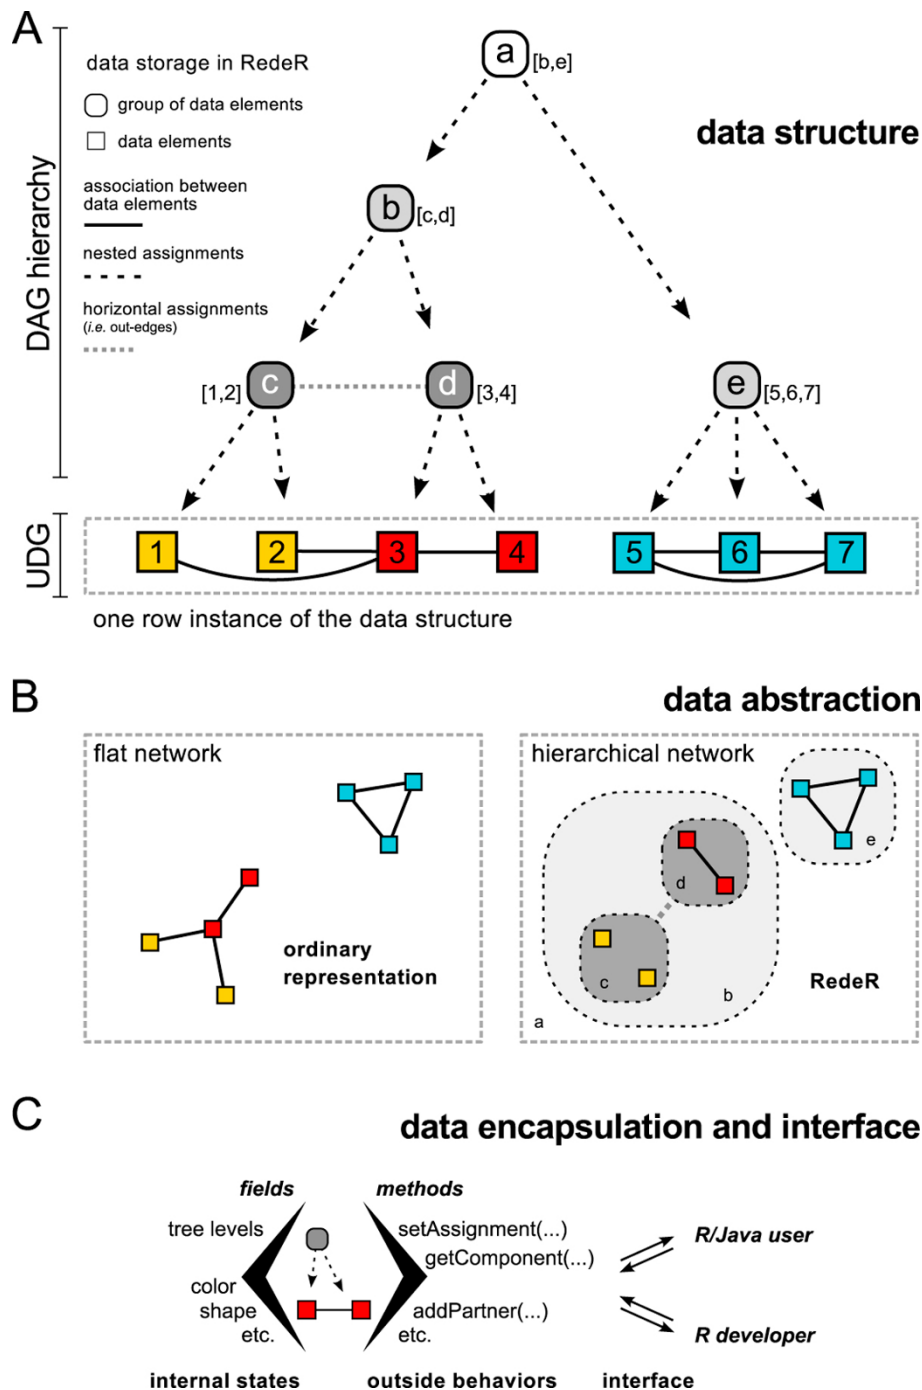 A
data storage in RedeR
group of data elements
data elements
association between
data elements
nested assignments
horizontal assignments
(i.e. out-edges)
DAG hierarchy
data structure
a
[b,e]
b
[c,d]
c
[1,2]
d
[3,4]
e
[5,6,7]
UDG
1 2 3 4 5 6 7
one row instance of the data structure
B
data abstraction
flat network
ordinary
representation
hierarchical network
e
d
c
b
a
RedeR
C
data encapsulation and interface
fields
methods
tree levels
color
shape
etc.
setAssignment(...)
getComponent(...)
addPartner(...)
etc.
R/Java user
R developer
internal states
outside behaviors
interface